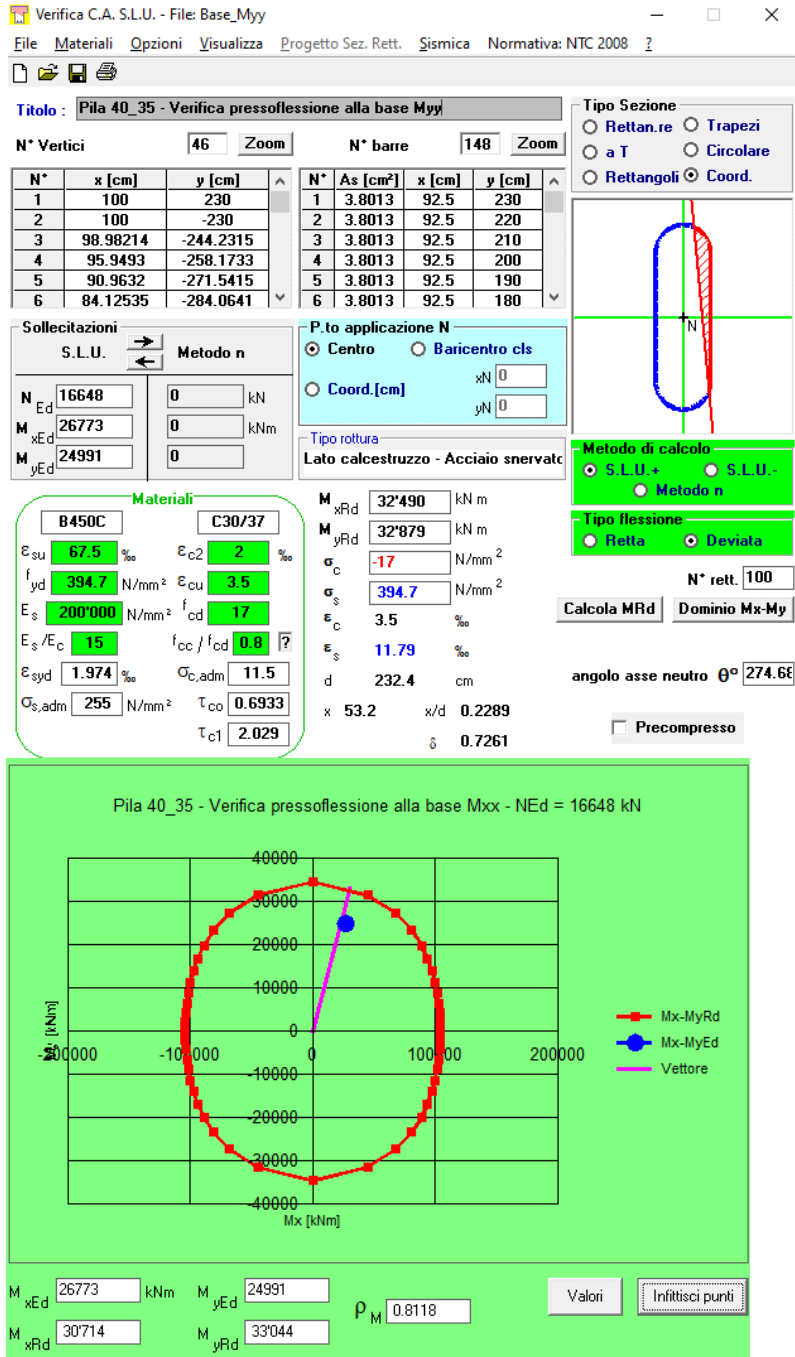 Verifica C.A. S.L.U. - File: Base_Myy
File Materiali Opzioni Visualizza Progetto Sez. Rett. Sismica Normativa: NTC 2008 ?
Titolo : Pila 40_35 - Verifica pressoflessione alla base Myy
N* Vertici 46 Zoom N* barre 148 Zoom
N* x [cm] y [cm]
1 100 230
2 100 -230
3 98.98214 -244.2315
4 95.9493 -258.1733
5 90.9632 -271.5415
6 84.12535 -284.0641
N* As [cm²] x [cm] y [cm]
1 3.8013 92.5 230
2 3.8013 92.5 220
3 3.8013 92.5 210
4 3.8013 92.5 200
5 3.8013 92.5 190
6 3.8013 92.5 180
Tipo Sezione
Rettan.re Trapezi
a T Circolare
Rettangoli Coord.
N
Sollecitazioni
S.L.U. Metodo n
N Ed 16648 0 kN
M xEd 26773 0 kNm
M yEd 24991 0
P.to applicazione N
Centro Baricentro cls
Coord.[cm] xN 0
yN 0
Tipo rottura
Lato calcestruzzo - Acciaio snervato
Metodo di calcolo
S.L.U.+ S.L.U.-
Metodo n
Tipo flessione
Retta Deviata
Materiali
B450C C30/37
εsu 67.5 ‰ εc2 2 ‰
fyd 394.7 N/mm² εcu 3.5
Es 200'000 N/mm² fcd 17
Es/Ec 15 fcc / fcd 0.8 ?
εsyd 1.974 ‰ σc,adm 11.5
σs,adm 255 N/mm² τco 0.6933
τc1 2.029
M xRd 32'490 kN m
M yRd 32'879 kN m
σc -17 N/mm²
σs 394.7 N/mm²
εc 3.5 ‰
εs 11.79 ‰
d 232.4 cm
x 53.2 x/d 0.2289
δ 0.7261
N* rett. 100
Calcola MRd Dominio Mx-My
angolo asse neutro θ° 274.68
Precompresso
Pila 40_35 - Verifica pressoflessione alla base Mxx - NEd = 16648 kN
40000
30000
20000
10000
0
-200000 -100000 0 100000 200000
-10000
-20000
-30000
-40000
Mx [kNm]
Mx-MyRd
Mx-MyEd
Vettore
M xEd 26773 kNm M yEd 24991
ρ M 0.8118
M xRd 30'714 M yRd 33'044
Valori Infittisci punti